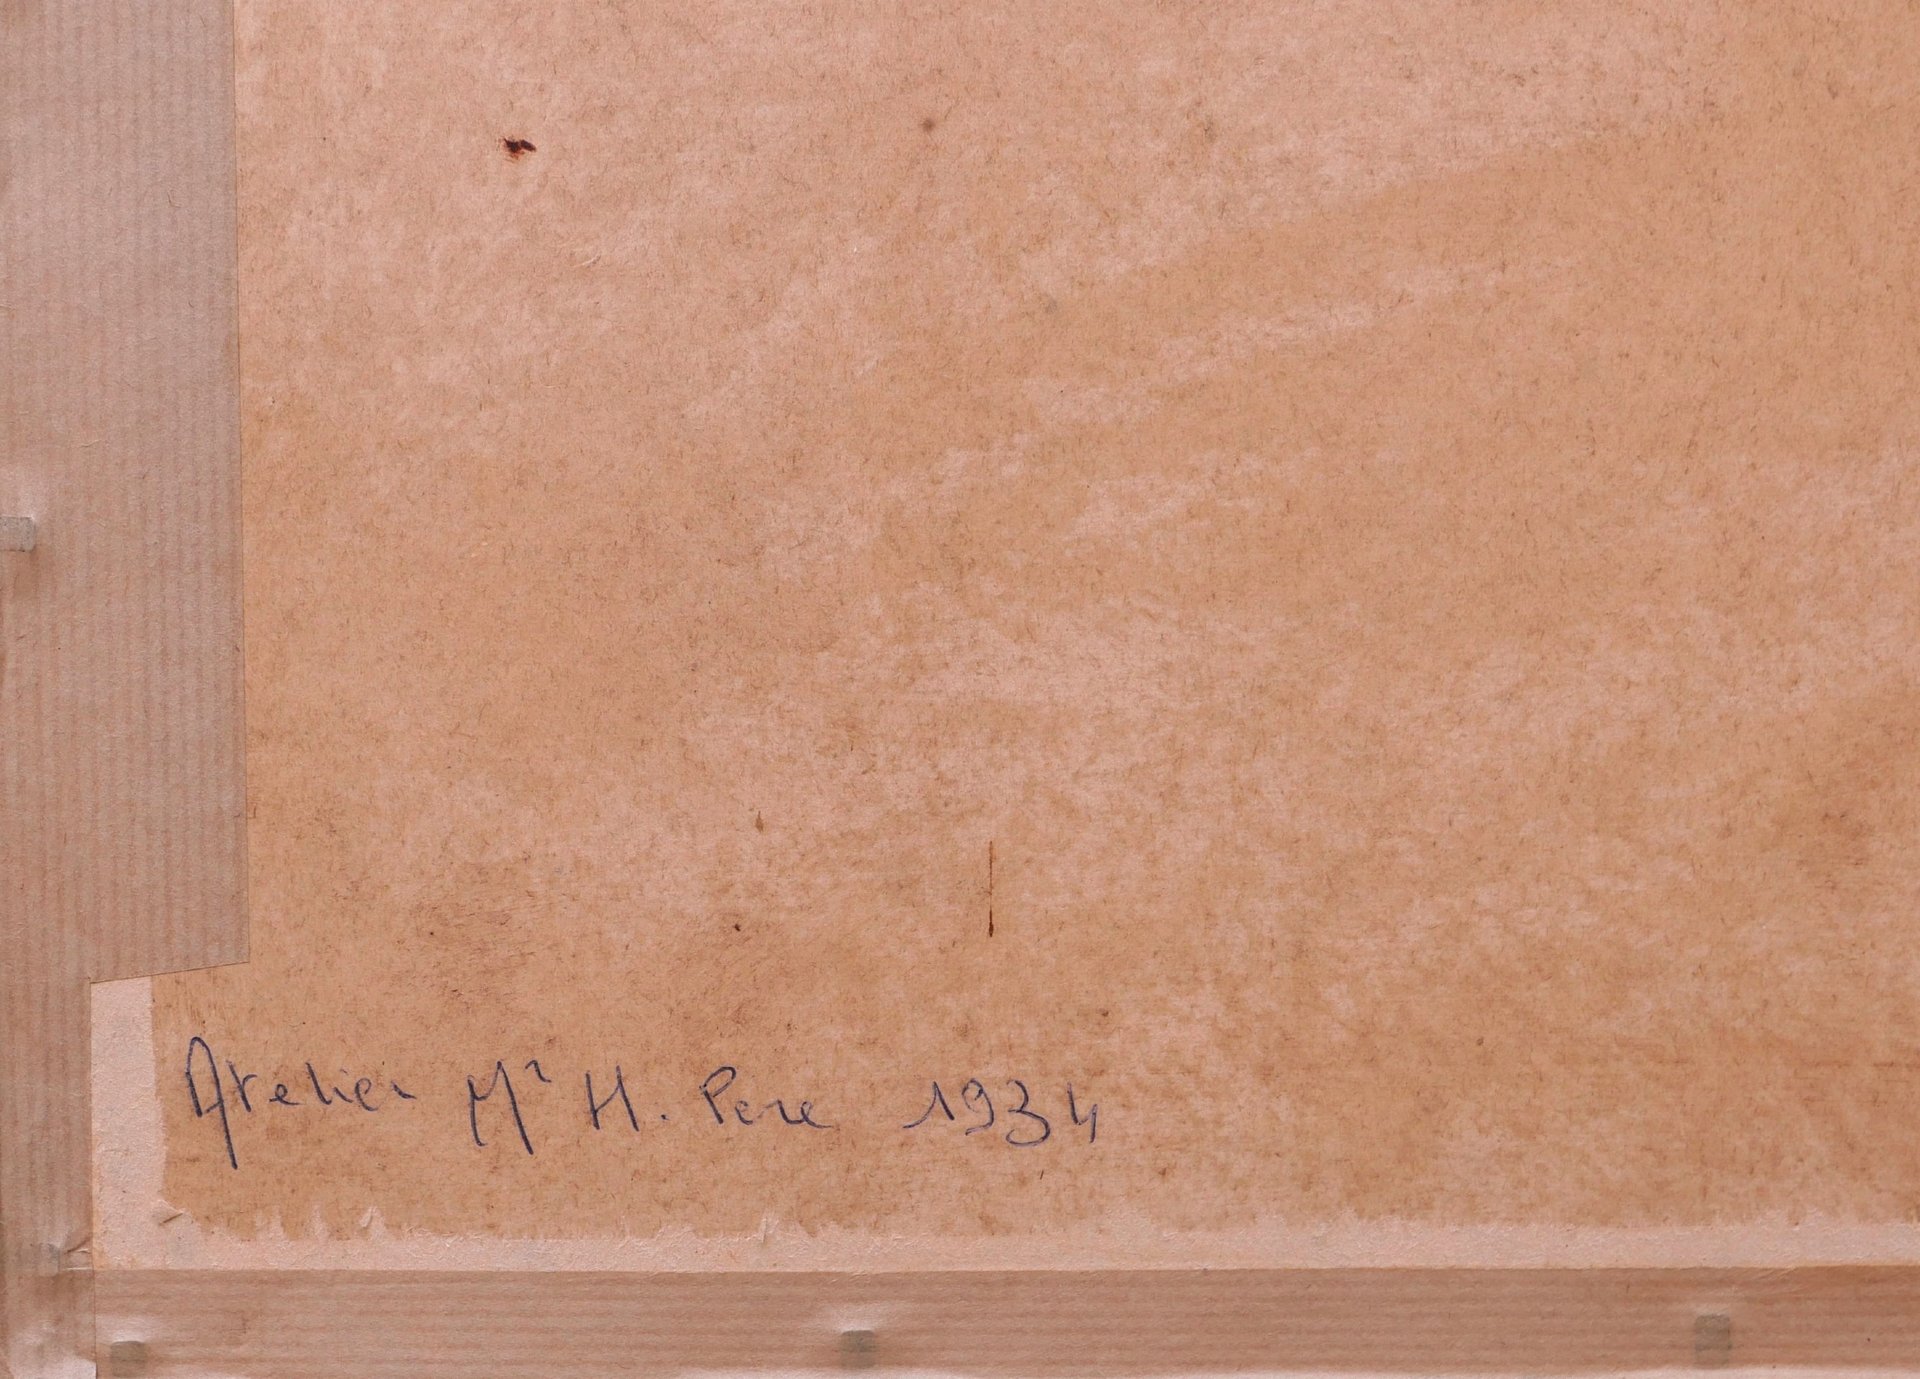 Atelier Mr H. Pere 1934